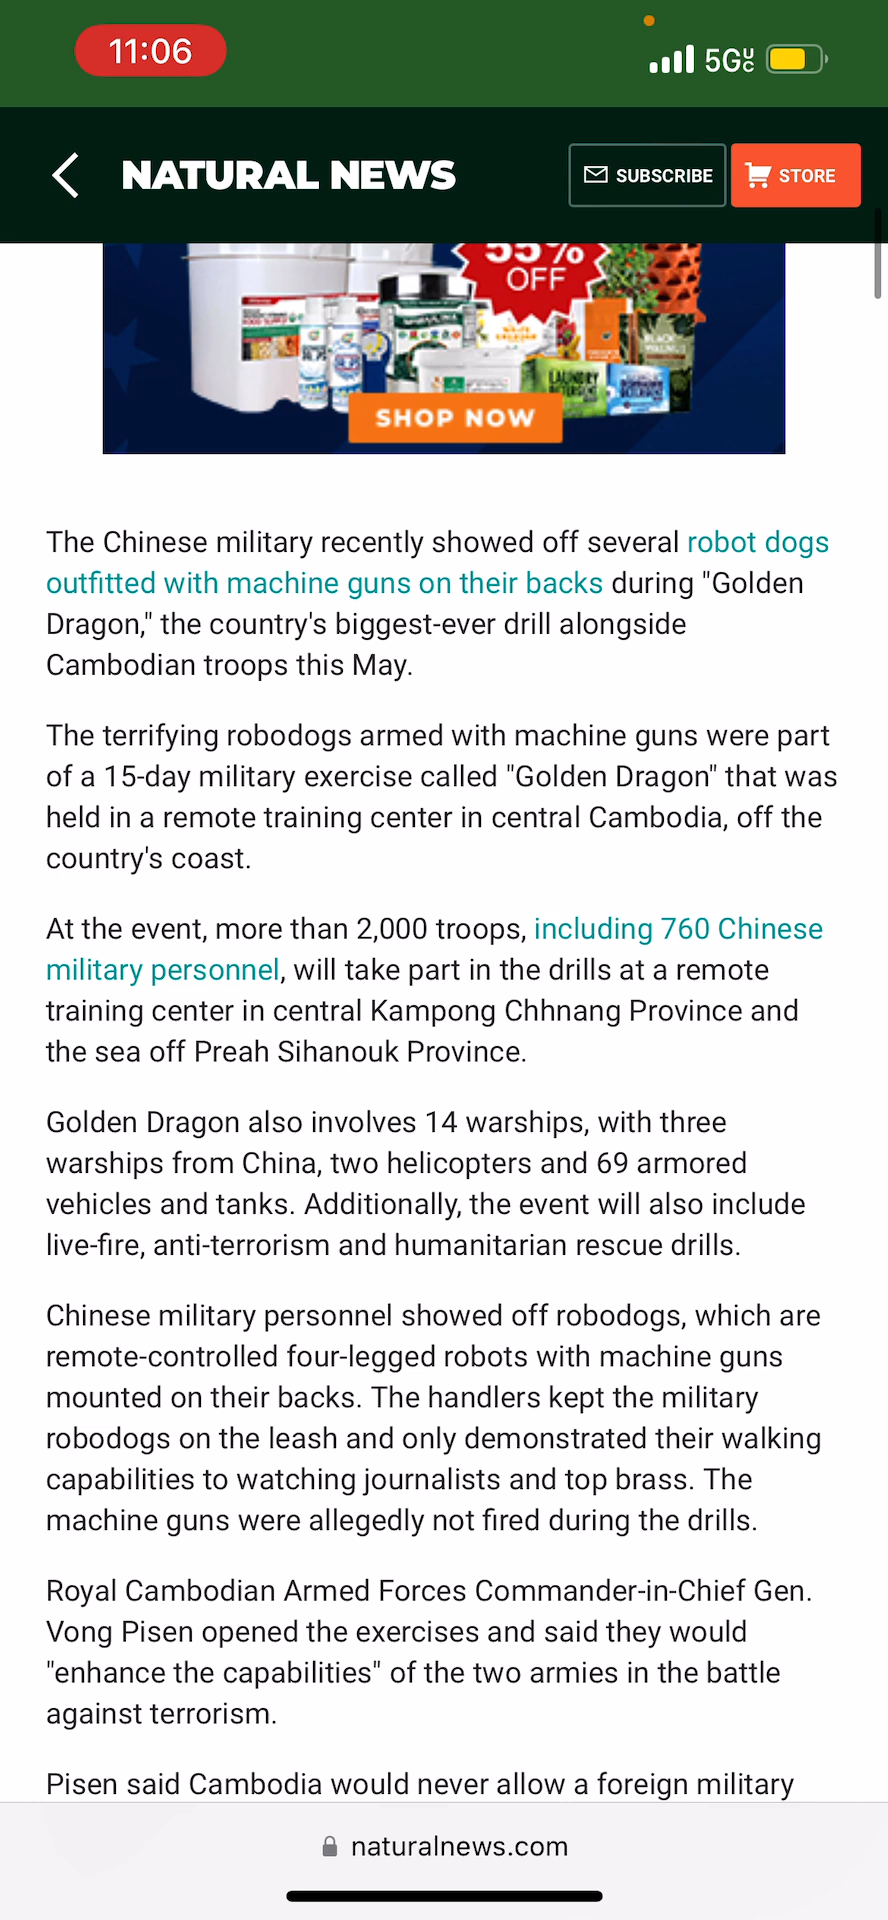 11:06
5G UC
NATURAL NEWS
SUBSCRIBE
STORE
55%
OFF
SHOP NOW
The Chinese military recently showed off several robot dogs
outfitted with machine guns on their backs during "Golden
Dragon," the country's biggest-ever drill alongside
Cambodian troops this May.
The terrifying robodogs armed with machine guns were part
of a 15-day military exercise called "Golden Dragon" that was
held in a remote training center in central Cambodia, off the
country's coast.
At the event, more than 2,000 troops, including 760 Chinese
military personnel, will take part in the drills at a remote
training center in central Kampong Chhnang Province and
the sea off Preah Sihanouk Province.
Golden Dragon also involves 14 warships, with three
warships from China, two helicopters and 69 armored
vehicles and tanks. Additionally, the event will also include
live-fire, anti-terrorism and humanitarian rescue drills.
Chinese military personnel showed off robodogs, which are
remote-controlled four-legged robots with machine guns
mounted on their backs. The handlers kept the military
robodogs on the leash and only demonstrated their walking
capabilities to watching journalists and top brass. The
machine guns were allegedly not fired during the drills.
Royal Cambodian Armed Forces Commander-in-Chief Gen.
Vong Pisen opened the exercises and said they would
"enhance the capabilities" of the two armies in the battle
against terrorism.
Pisen said Cambodia would never allow a foreign military
naturalnews.com